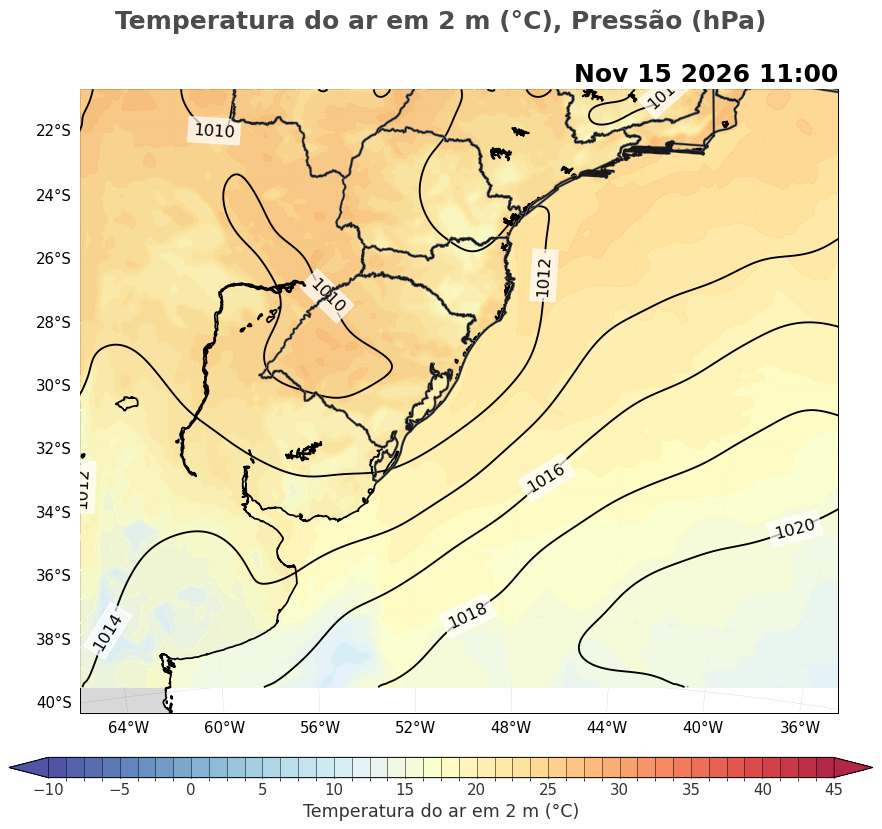 Temperatura do ar em 2 m (°C), Pressão (hPa)
Nov 15 2026 11:00
22°S
24°S
26°S
28°S
30°S
32°S
34°S
36°S
38°S
40°S
1010
1012
1010
1012
1016
1020
1018
1014
64°W 60°W 56°W 52°W 48°W 44°W 40°W 36°W
−10 −5 0 5 10 15 20 25 30 35 40 45
Temperatura do ar em 2 m (°C)